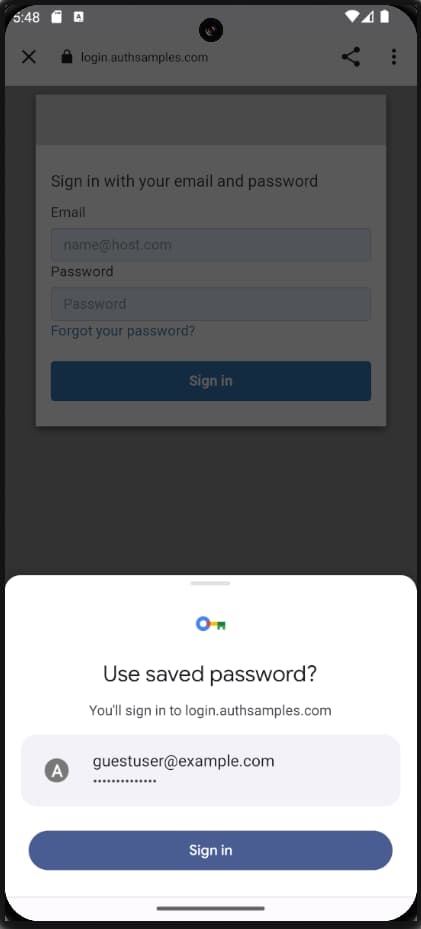 5:48
login.authsamples.com
Sign in with your email and password
Email
name@host.com
Password
Password
Forgot your password?
Sign in
Use saved password?
You'll sign in to login.authsamples.com
A
guestuser@example.com
••••••••••••••
Sign in